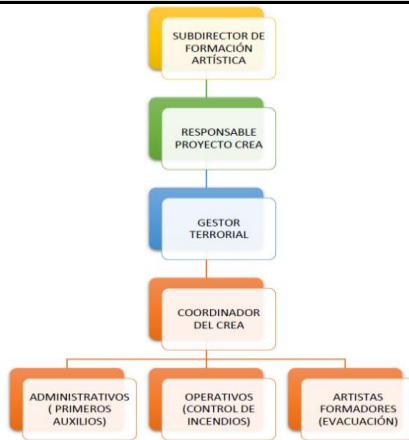 SUBDIRECTOR DE
FORMACIÓN
ARTÍSTICA
RESPONSABLE
PROYECTO CREA
GESTOR
TERRORIAL
COORDINADOR
DEL CREA
ADMINISTRATIVOS
( PRIMEROS
AUXILIOS)
OPERATIVOS
(CONTROL DE
INCENDIOS)
ARTISTAS
FORMADORES
(EVACUACIÓN)